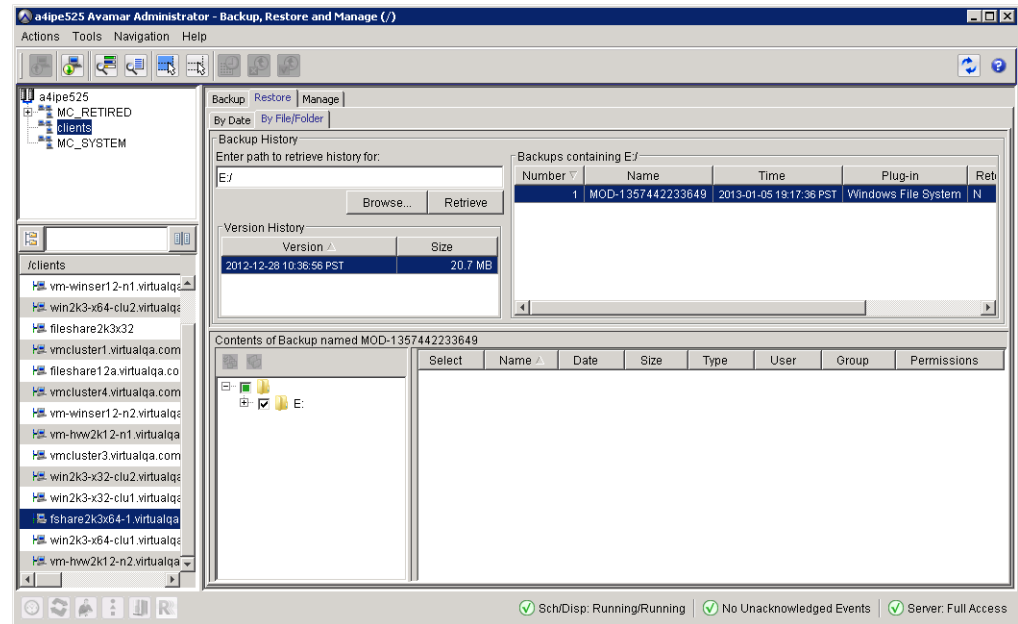 a4ipe525 Avamar Administrator - Backup, Restore and Manage (/)
Actions Tools Navigation Help
a4ipe525
MC_RETIRED
clients
MC_SYSTEM
/clients
vm-winser12-n1.virtualqa
win2k3-x64-clu2.virtualqa
fileshare2k3x32
vmcluster1.virtualqa.com
fileshare12a.virtualqa.co
vmcluster4.virtualqa.com
vm-winser12-n2.virtualqa
vm-hvw2k12-n1.virtualqa
vmcluster3.virtualqa.com
win2k3-x32-clu2.virtualqa
win2k3-x32-clu1.virtualqa
fshare2k3x64-1.virtualqa
win2k3-x64-clu1.virtualqa
vm-hvw2k12-n2.virtualqa
Backup Restore Manage
By Date By File/Folder
Backup History
Enter path to retrieve history for:
E:/
Browse... Retrieve
Version History
Version Size
2012-12-28 10:36:56 PST 20.7 MB
Backups containing E:/
Number Name Time Plug-in Ret
1 MOD-1357442233649 2013-01-05 19:17:36 PST Windows File System N
Contents of Backup named MOD-1357442233649
E:
Select Name Date Size Type User Group Permissions
Sch/Disp: Running/Running No Unacknowledged Events Server: Full Access